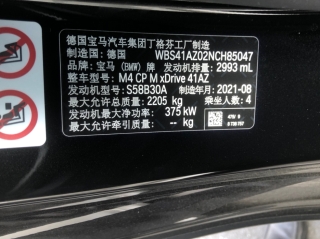 德国宝马汽车集团丁格芬工厂制造
制造国：德国 WBS41AZ02NCH85047
品牌：宝马 (BMW) 牌 发动机排量：2993 mL
整车型号：M4 CP M xDrive 41AZ
发动机型号：S58B30A 制造年月：2021-08
最大允许总质量：2205 kg 乘坐人数：4
发动机最大净功率：375 kW
最大允许牵引质量：-- kg